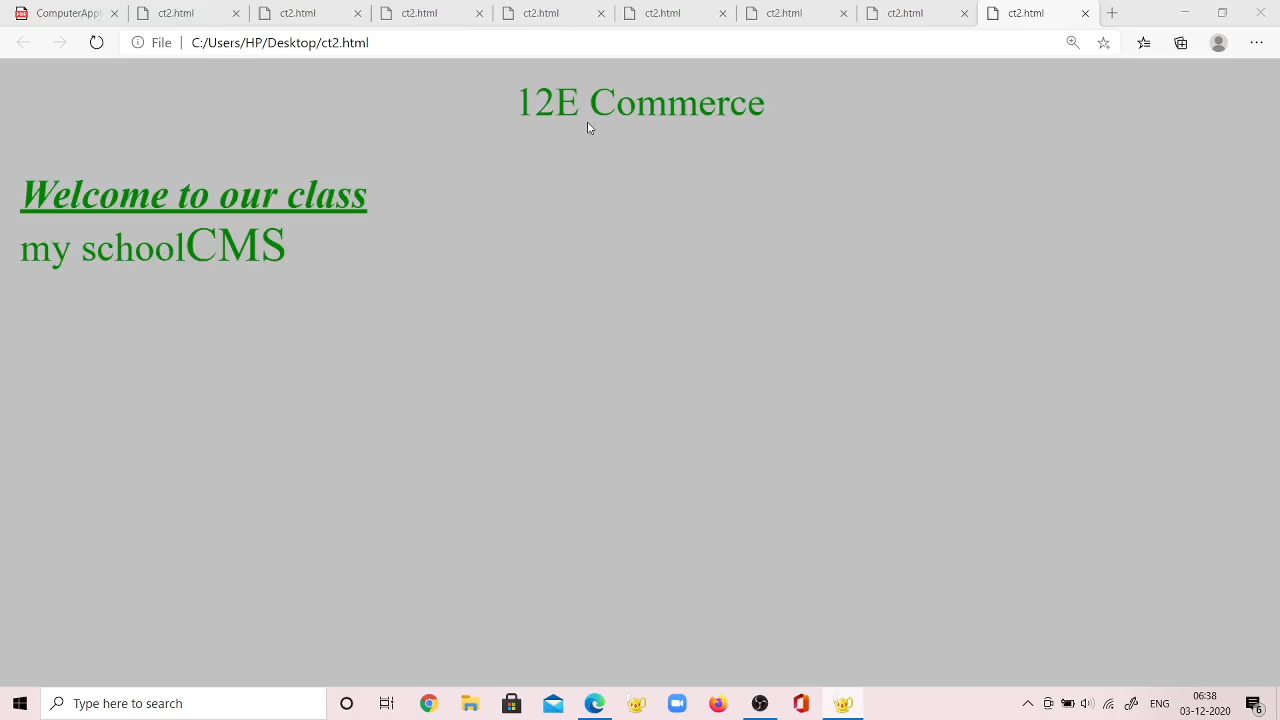 ComputerAppl
ct2.html
ct2.html
ct2.html
ct2.html
ct2.html
ct2.html
ct2.html
ct2.html
File
C:/Users/HP/Desktop/ct2.html
12E Commerce
Welcome to our class
my schoolCMS
Type here to search
ENG
06:38
03-12-2020
6